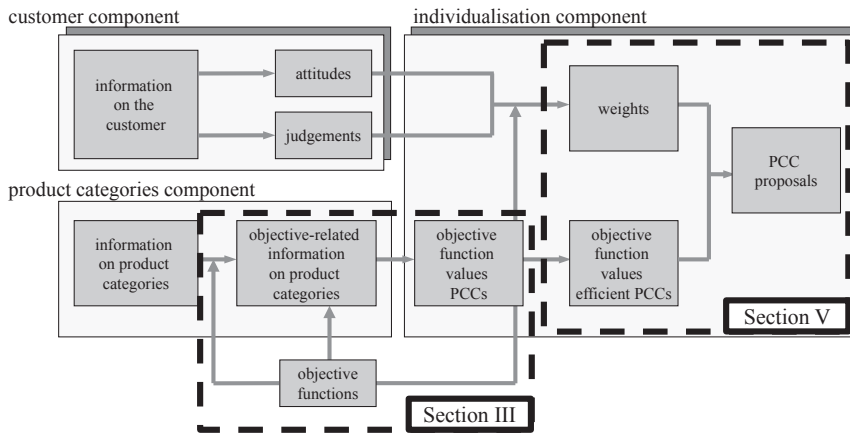 customer component
individualisation component
information
on the
customer
attitudes
judgements
weights
PCC
proposals
product categories component
information
on product
categories
objective-related
information
on product
categories
objective
function
values
PCCs
objective
function
values
efficient PCCs
Section V
objective
functions
Section III